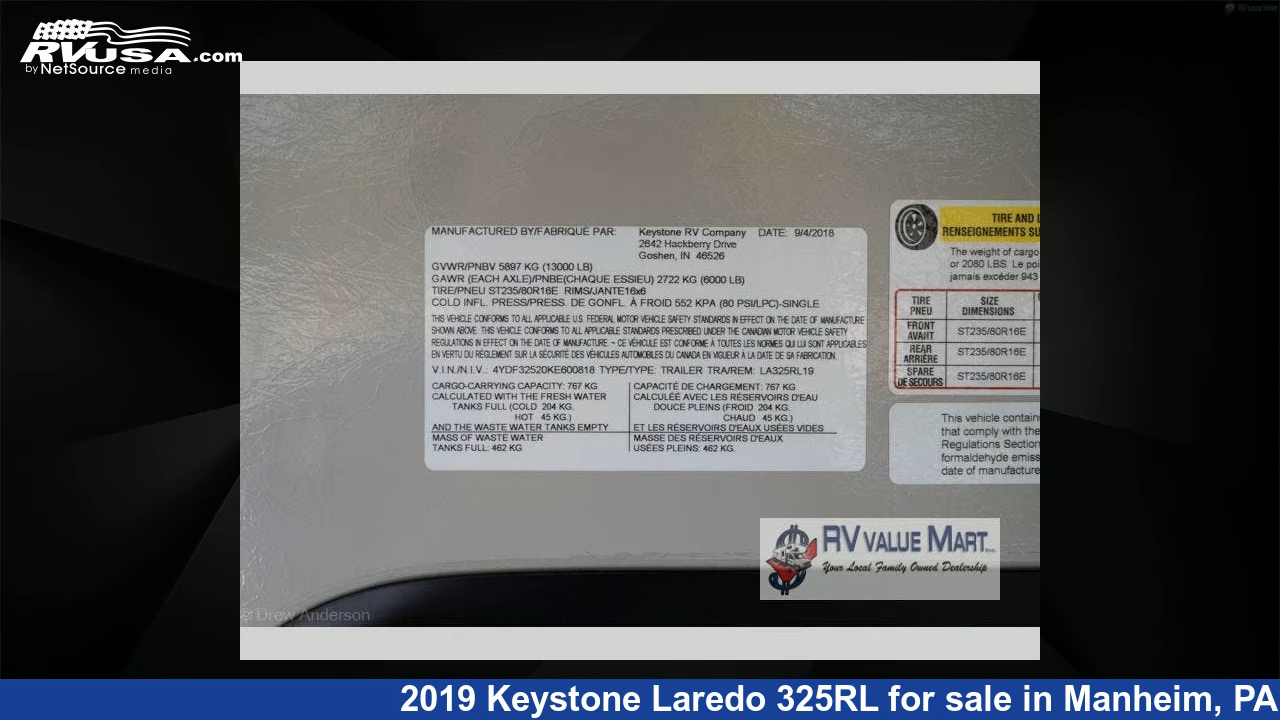 RVUSA.com
by NetSource media
RV Value Mart
MANUFACTURED BY/FABRIQUÉ PAR: Keystone RV Company DATE: 9/4/2018
2642 Hackberry Drive
Goshen, IN 46526
GVWR/PNBV 5897 KG (13000 LB)
GAWR (EACH AXLE)/PNBE(CHAQUE ESSIEU) 2722 KG (6000 LB)
TIRE/PNEU ST235/80R16E RIMS/JANTE16x6
COLD INFL. PRESS/PRESS. DE GONFL. À FROID 552 KPA (80 PSI/LPC)-SINGLE
THIS VEHICLE CONFORMS TO ALL APPLICABLE U.S. FEDERAL MOTOR VEHICLE SAFETY STANDARDS IN EFFECT ON THE DATE OF MANUFACTURE
SHOWN ABOVE. THIS VEHICLE CONFORMS TO ALL APPLICABLE STANDARDS PRESCRIBED UNDER THE CANADIAN MOTOR VEHICLE SAFETY
REGULATIONS IN EFFECT ON THE DATE OF MANUFACTURE. - CE VÉHICULE EST CONFORME À TOUTES LES NORMES QUI LUI SONT APPLICABLES
EN VERTU DU RÉGLEMENT SUR LA SÉCURITÉ DES VÉHICULES AUTOMOBILES DU CANADA EN VIGUEUR À LA DATE DE SA FABRICATION.
V.I.N./N.I.V.: 4YDF32520KE600818 TYPE/TYPE: TRAILER TRA/REM: LA325RL19
CARGO-CARRYING CAPACITY: 767 KG
CALCULATED WITH THE FRESH WATER
TANKS FULL (COLD 204 KG.
HOT 45 KG.)
AND THE WASTE WATER TANKS EMPTY
MASS OF WASTE WATER
TANKS FULL: 462 KG
CAPACITÉ DE CHARGEMENT: 767 KG
CALCULÉE AVEC LES RÉSERVOIRS D'EAU
DOUCE PLEINS (FROID 204 KG.
CHAUD 45 KG.)
ET LES RÉSERVOIRS D'EAUX USÉES VIDES
MASSE DES RÉSERVOIRS D'EAUX
USÉES PLEINS: 462 KG.
TIRE AND L
RENSEIGNEMENTS SU
The weight of cargo
or 2080 LBS. Le poi
jamais excéder 943
TIRE SIZE
PNEU DIMENSIONS
FRONT
AVANT ST235/80R16E
REAR
ARRIÈRE ST235/80R16E
SPARE
DE SECOURS ST235/80R16E
This vehicle contain
that comply with the
Regulations Section
formaldehyde emiss
date of manufacture
RV VALUE MART INC.
Your Local Family Owned Dealership
© Drew Anderson
2019 Keystone Laredo 325RL for sale in Manheim, PA